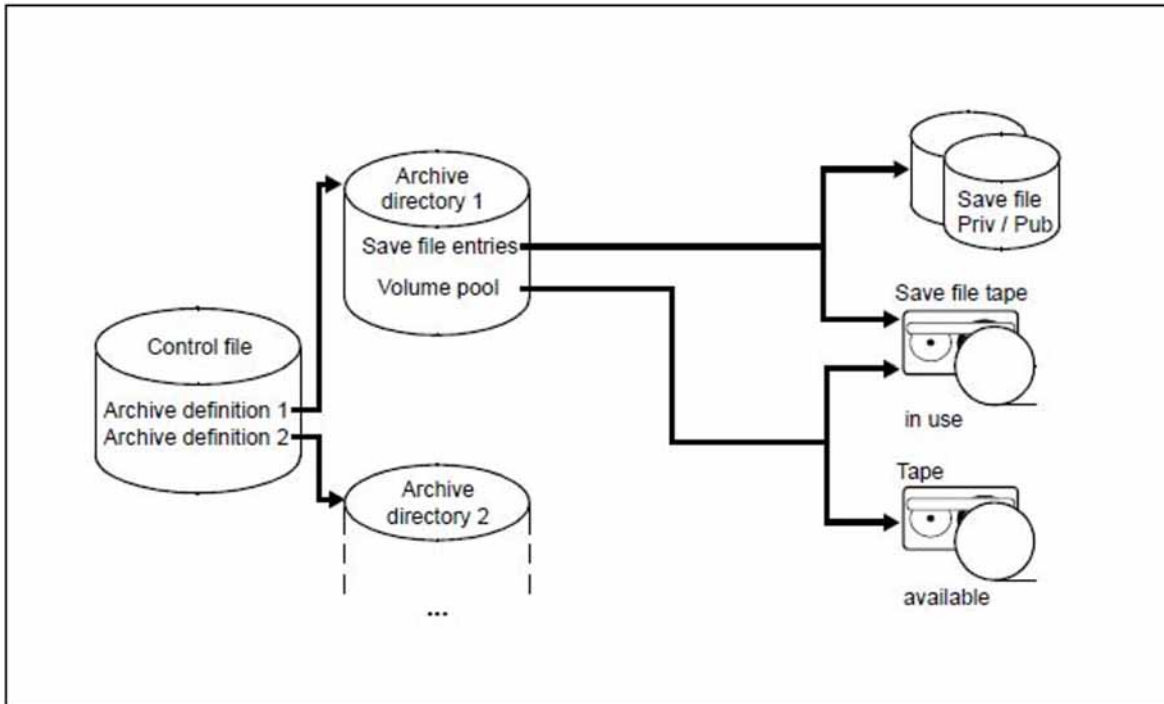 Archive
directory 1
Save file entries
Volume pool
Control file
Archive definition 1
Archive definition 2
Archive
directory 2
...
Save file
Priv / Pub
Save file tape
in use
Tape
available